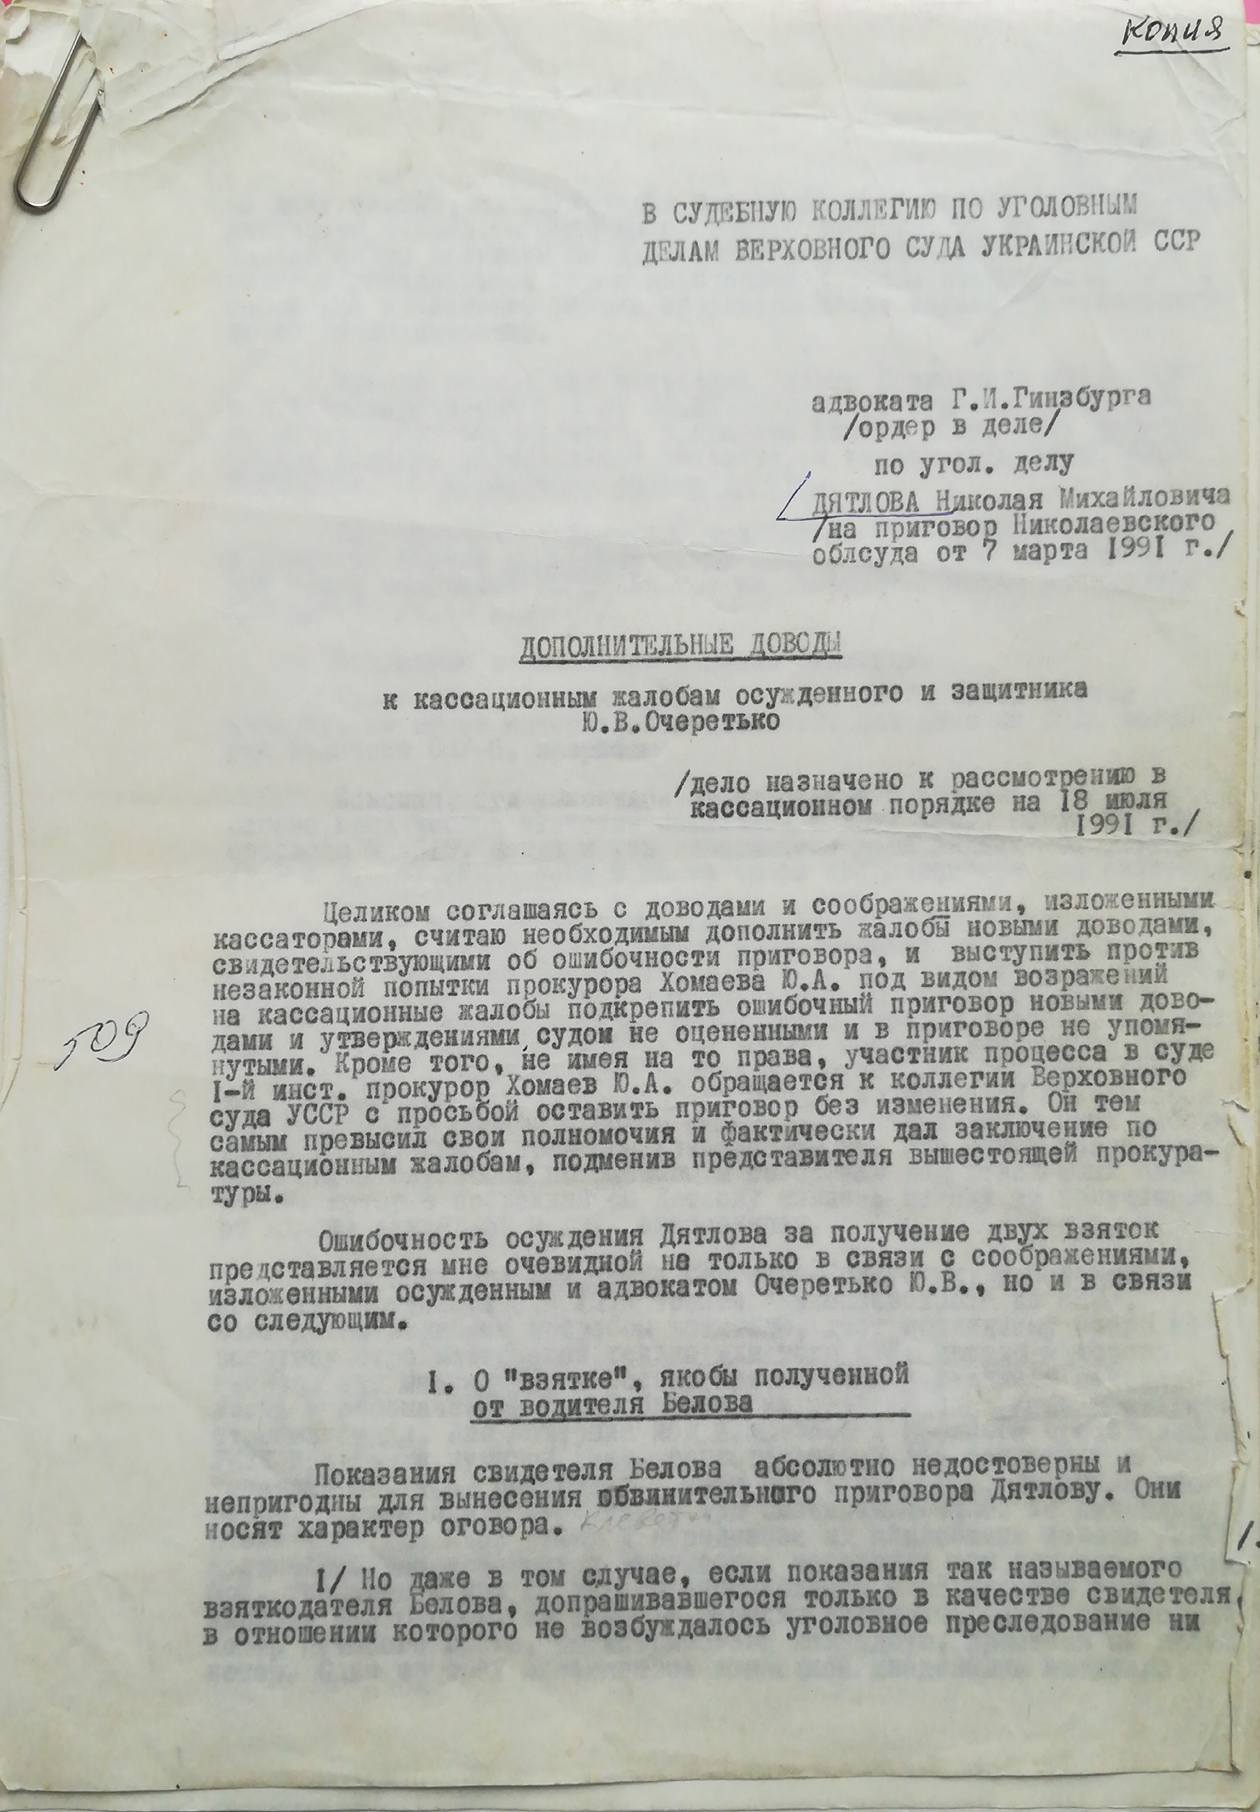 копия
В СУДЕБНУЮ КОЛЛЕГИЮ ПО УГОЛОВНЫМ
ДЕЛАМ ВЕРХОВНОГО СУДА УКРАИНСКОЙ ССР
адвоката Г.И.Гинзбурга
/ордер в деле/
по угол. делу
ДЯТЛОВА Николая Михайловича
/на приговор Николаевского
облсуда от 7 марта 1991 г./
ДОПОЛНИТЕЛЬНЫЕ ДОВОДЫ
к кассационным жалобам осужденного и защитника
Ю.В.Очеретько
/дело назначено к рассмотрению в
кассационном порядке на 18 июля
1991 г./
Целиком соглашаясь с доводами и соображениями, изложенными
кассаторами, считаю необходимым дополнить жалобы новыми доводами,
свидетельствующими об ошибочности приговора, и выступить против
незаконной попытки прокурора Хомаева Ю.А. под видом возражений
на кассационные жалобы подкрепить ошибочный приговор новыми дово-
дами и утверждениями, судом не оцененными и в приговоре не упомя-
нутыми. Кроме того, не имея на то права, участник процесса в суде
I-й инст. прокурор Хомаев Ю.А. обращается к коллегии Верховного
суда УССР с просьбой оставить приговор без изменения. Он тем
самым превысил свои полномочия и фактически дал заключение по
кассационным жалобам, подменив представителя вышестоящей прокура-
туры.
509
Ошибочность осуждения Дятлова за получение двух взяток
представляется мне очевидной не только в связи с соображениями,
изложенными осужденным и адвокатом Очеретько Ю.В., но и в связи
со следующим.
I. О "взятке", якобы полученной
от водителя Белова
Показания свидетеля Белова абсолютно недостоверны и
непригодны для вынесения обвинительного приговора Дятлову. Они
носят характер оговора. клеветы
I/ Но даже в том случае, если показания так называемого
взяткодателя Белова, допрашивавшегося только в качестве свидетеля,
в отношении которого не возбуждалось уголовное преследование ни